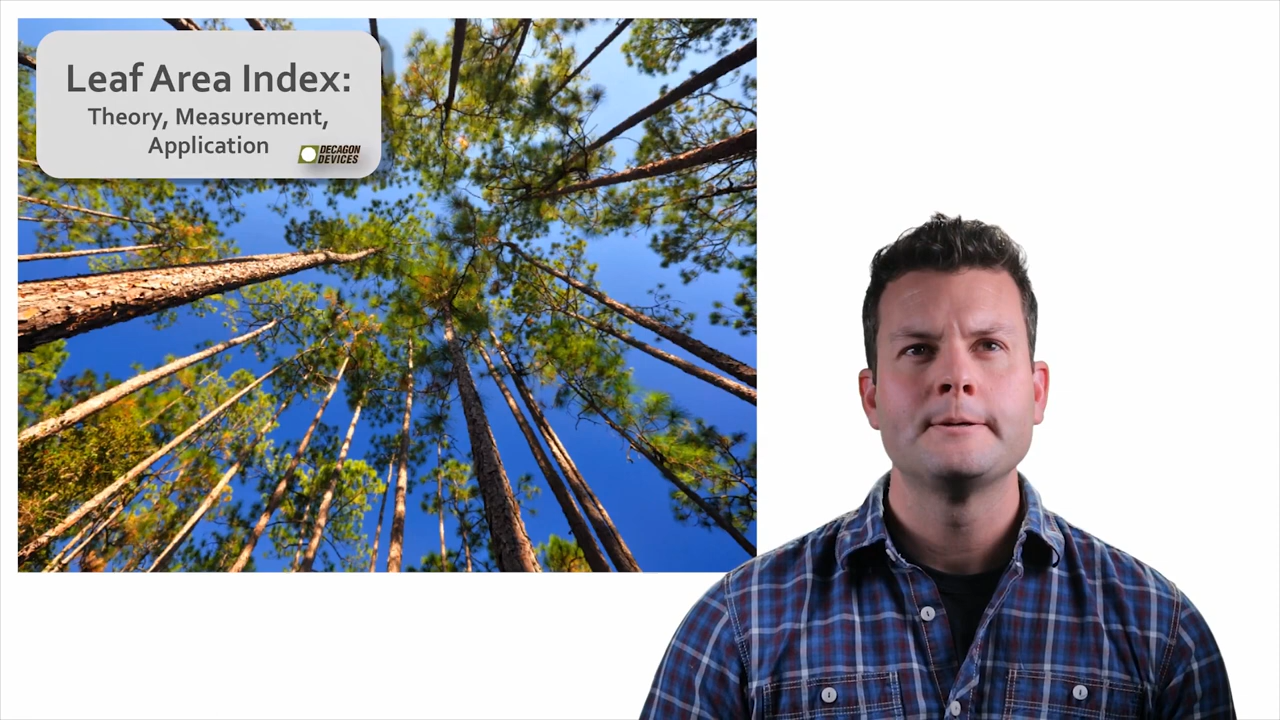 Leaf Area Index:
Theory, Measurement,
Application
DECAGON
DEVICES